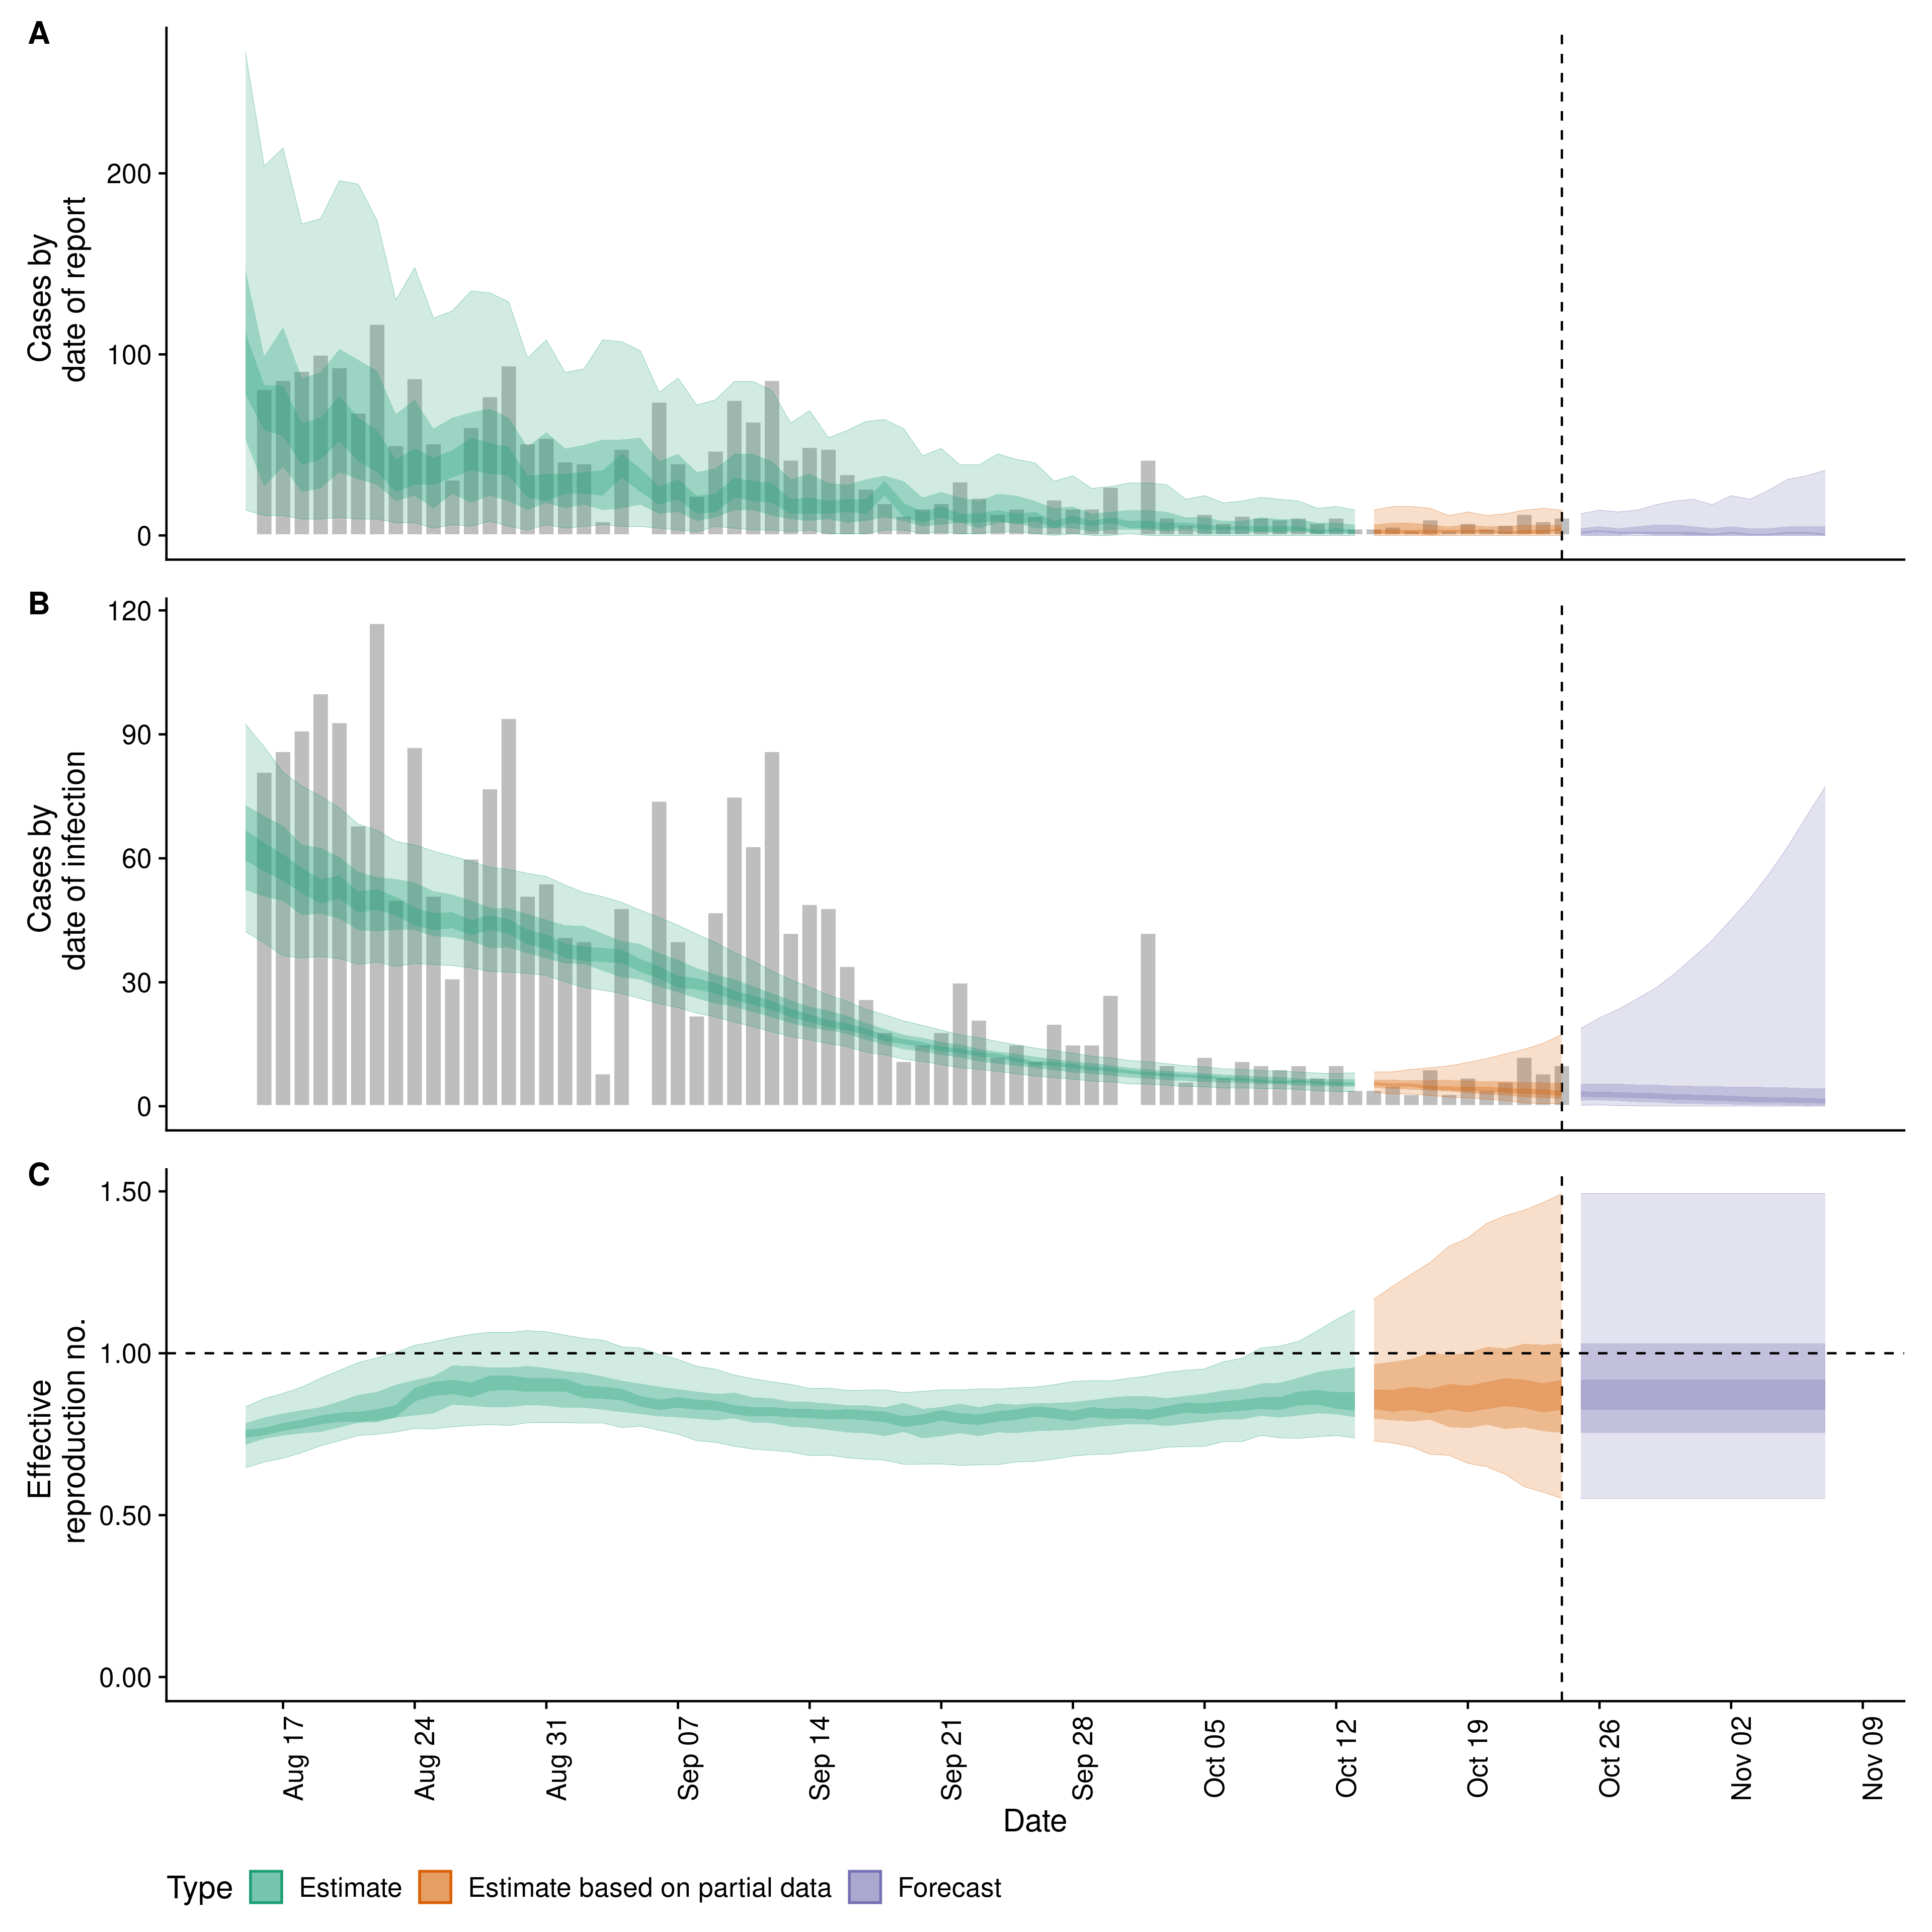 A
Cases by
date of report
200
100
0
B
Cases by
date of infection
120
90
60
30
0
C
Effective
reproduction no.
1.50
1.00
0.50
0.00
Aug 17
Aug 24
Aug 31
Sep 07
Sep 14
Sep 21
Sep 28
Oct 05
Oct 12
Oct 19
Oct 26
Nov 02
Nov 09
Date
Type Estimate Estimate based on partial data Forecast